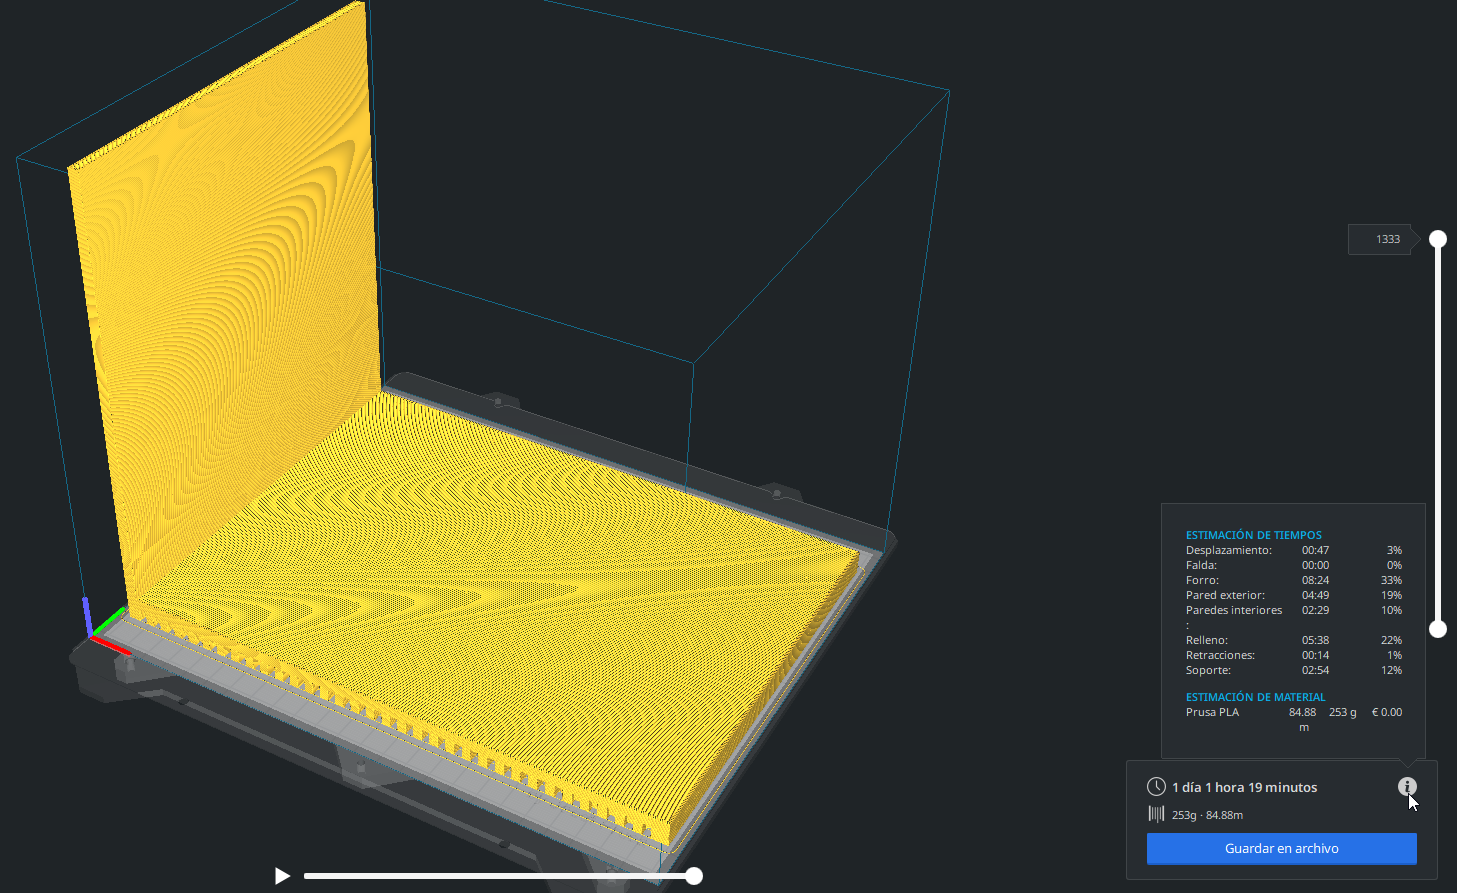 1333
ESTIMACIÓN DE TIEMPOS
Desplazamiento: 00:47 3%
Falda: 00:00 0%
Forro: 08:24 33%
Pared exterior: 04:49 19%
Paredes interiores 02:29 10%
:
Relleno: 05:38 22%
Retracciones: 00:14 1%
Soporte: 02:54 12%
ESTIMACIÓN DE MATERIAL
Prusa PLA 84.88 253 g € 0.00
m
1 día 1 hora 19 minutos
253g · 84.88m
Guardar en archivo